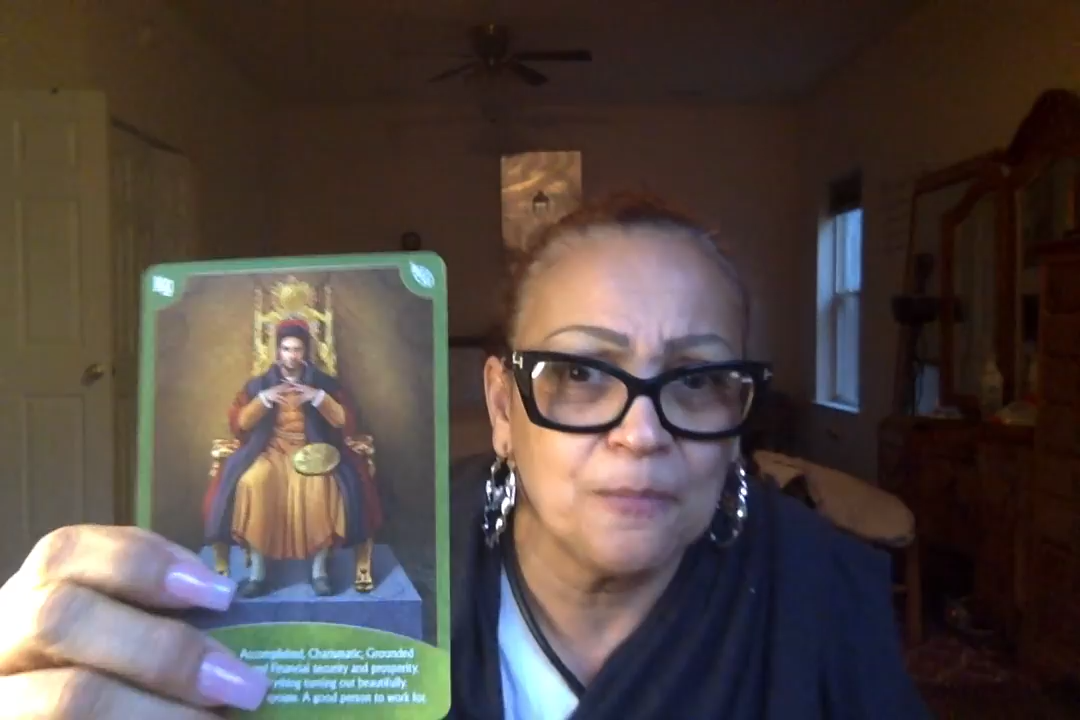 Accomplished, Charismatic, Grounded
Financial security and prosperity.
turning out beautifully.
A good person to work for